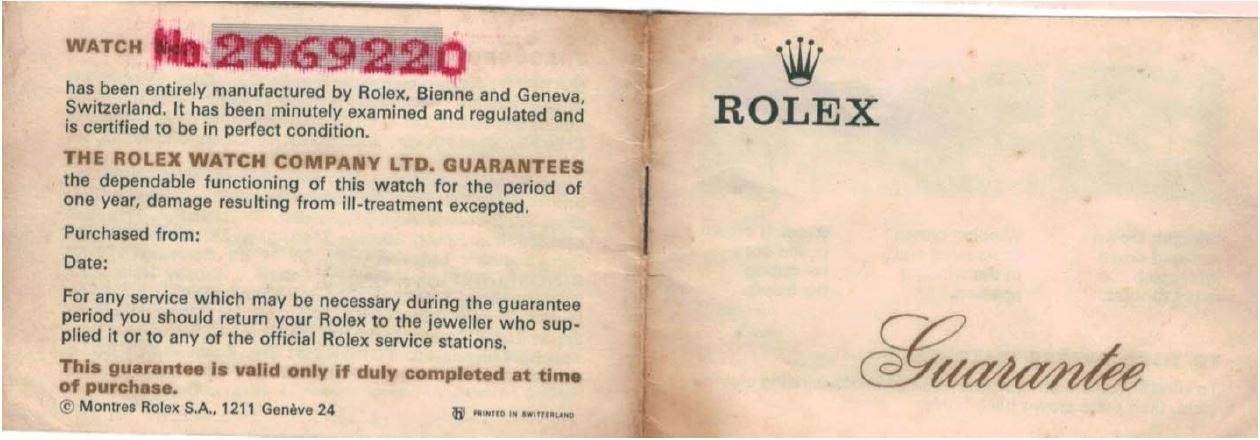 WATCH No. 2069220
has been entirely manufactured by Rolex, Bienne and Geneva,
Switzerland. It has been minutely examined and regulated and
is certified to be in perfect condition.
THE ROLEX WATCH COMPANY LTD. GUARANTEES
the dependable functioning of this watch for the period of
one year, damage resulting from ill-treatment excepted.
Purchased from:
Date:
For any service which may be necessary during the guarantee
period you should return your Rolex to the jeweller who sup-
plied it or to any of the official Rolex service stations.
This guarantee is valid only if duly completed at time
of purchase.
© Montres Rolex S.A., 1211 Genève 24
PRINTED IN SWITZERLAND
ROLEX
Guarantee